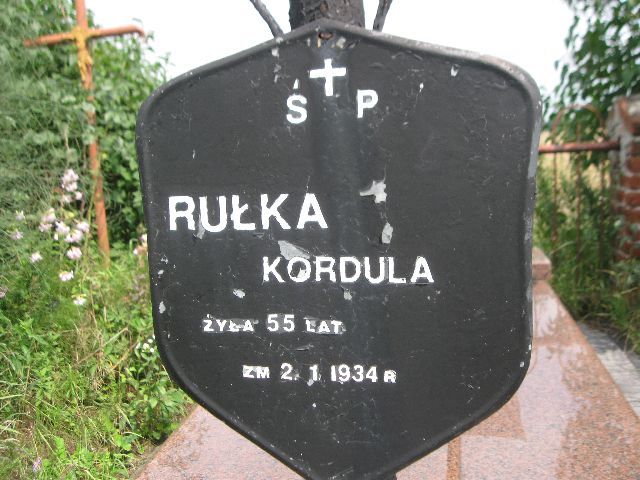 Ś P
RUŁKA
KORDULA
ŻYŁA 55 LAT
ZM 2. 1 1934 R